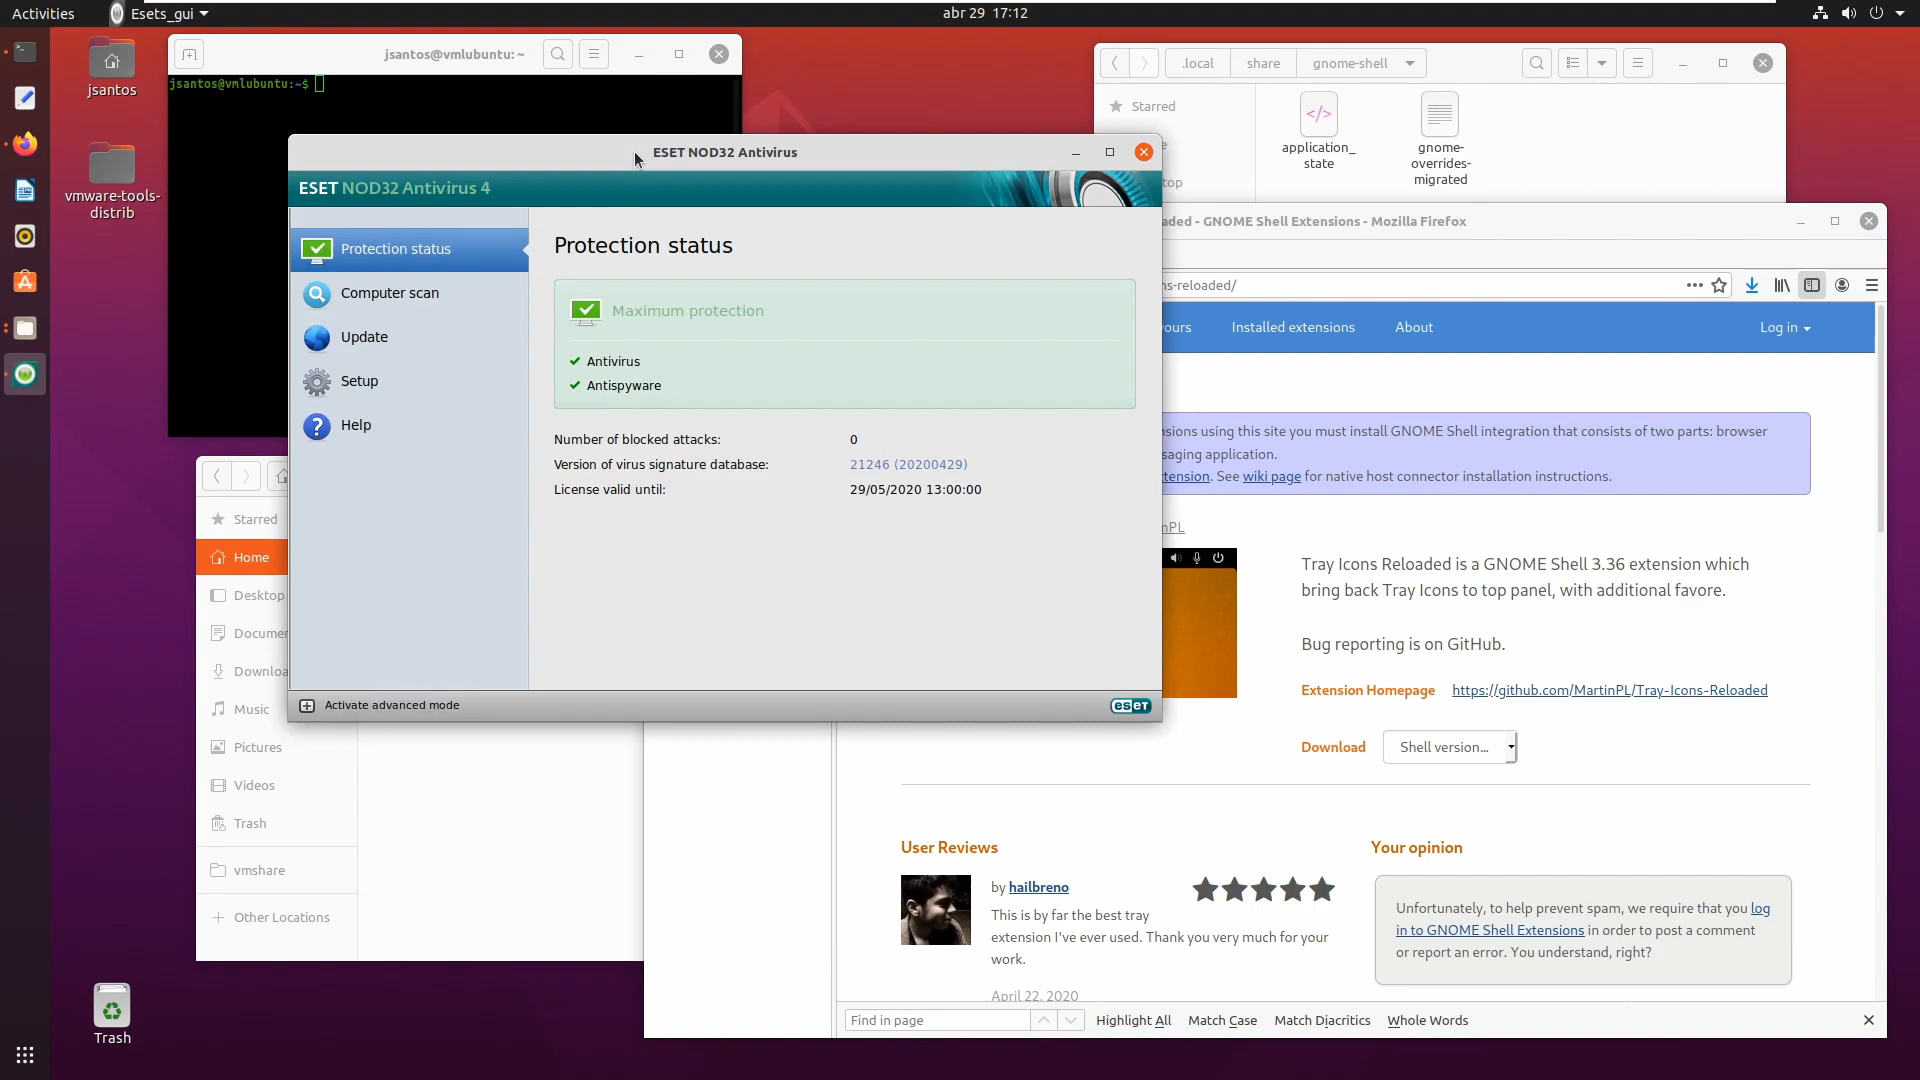 Activities
Esets_gui
abr 29 17:12
jsantos
vmware-tools-
distrib
Trash
jsantos@vmlubuntu: ~
jsantos@vmlubuntu:~$
.local
share
gnome-shell
Starred
application_
state
gnome-
overrides-
migrated
ESET NOD32 Antivirus
ESET NOD32 Antivirus 4
Protection status
Computer scan
Update
Setup
Help
Protection status
Maximum protection
Antivirus
Antispyware
Number of blocked attacks: 0
Version of virus signature database: 21246 (20200429)
License valid until: 29/05/2020 13:00:00
Activate advanced mode
eseT
Starred
Home
Desktop
Documen
Downloa
Music
Pictures
Videos
Trash
vmshare
Other Locations
aded - GNOME Shell Extensions - Mozilla Firefox
ns-reloaded/
ours
Installed extensions
About
Log in
sions using this site you must install GNOME Shell integration that consists of two parts: browser
saging application.
tension. See wiki page for native host connector installation instructions.
nPL
Tray Icons Reloaded is a GNOME Shell 3.36 extension which
bring back Tray Icons to top panel, with additional favore.
Bug reporting is on GitHub.
Extension Homepage https://github.com/MartinPL/Tray-Icons-Reloaded
Download Shell version...
User Reviews
by hailbreno
This is by far the best tray
extension I've ever used. Thank you very much for your
work.
April 22, 2020
Your opinion
Unfortunately, to help prevent spam, we require that you log
in to GNOME Shell Extensions in order to post a comment
or report an error. You understand, right?
Find in page
Highlight All
Match Case
Match Diacritics
Whole Words